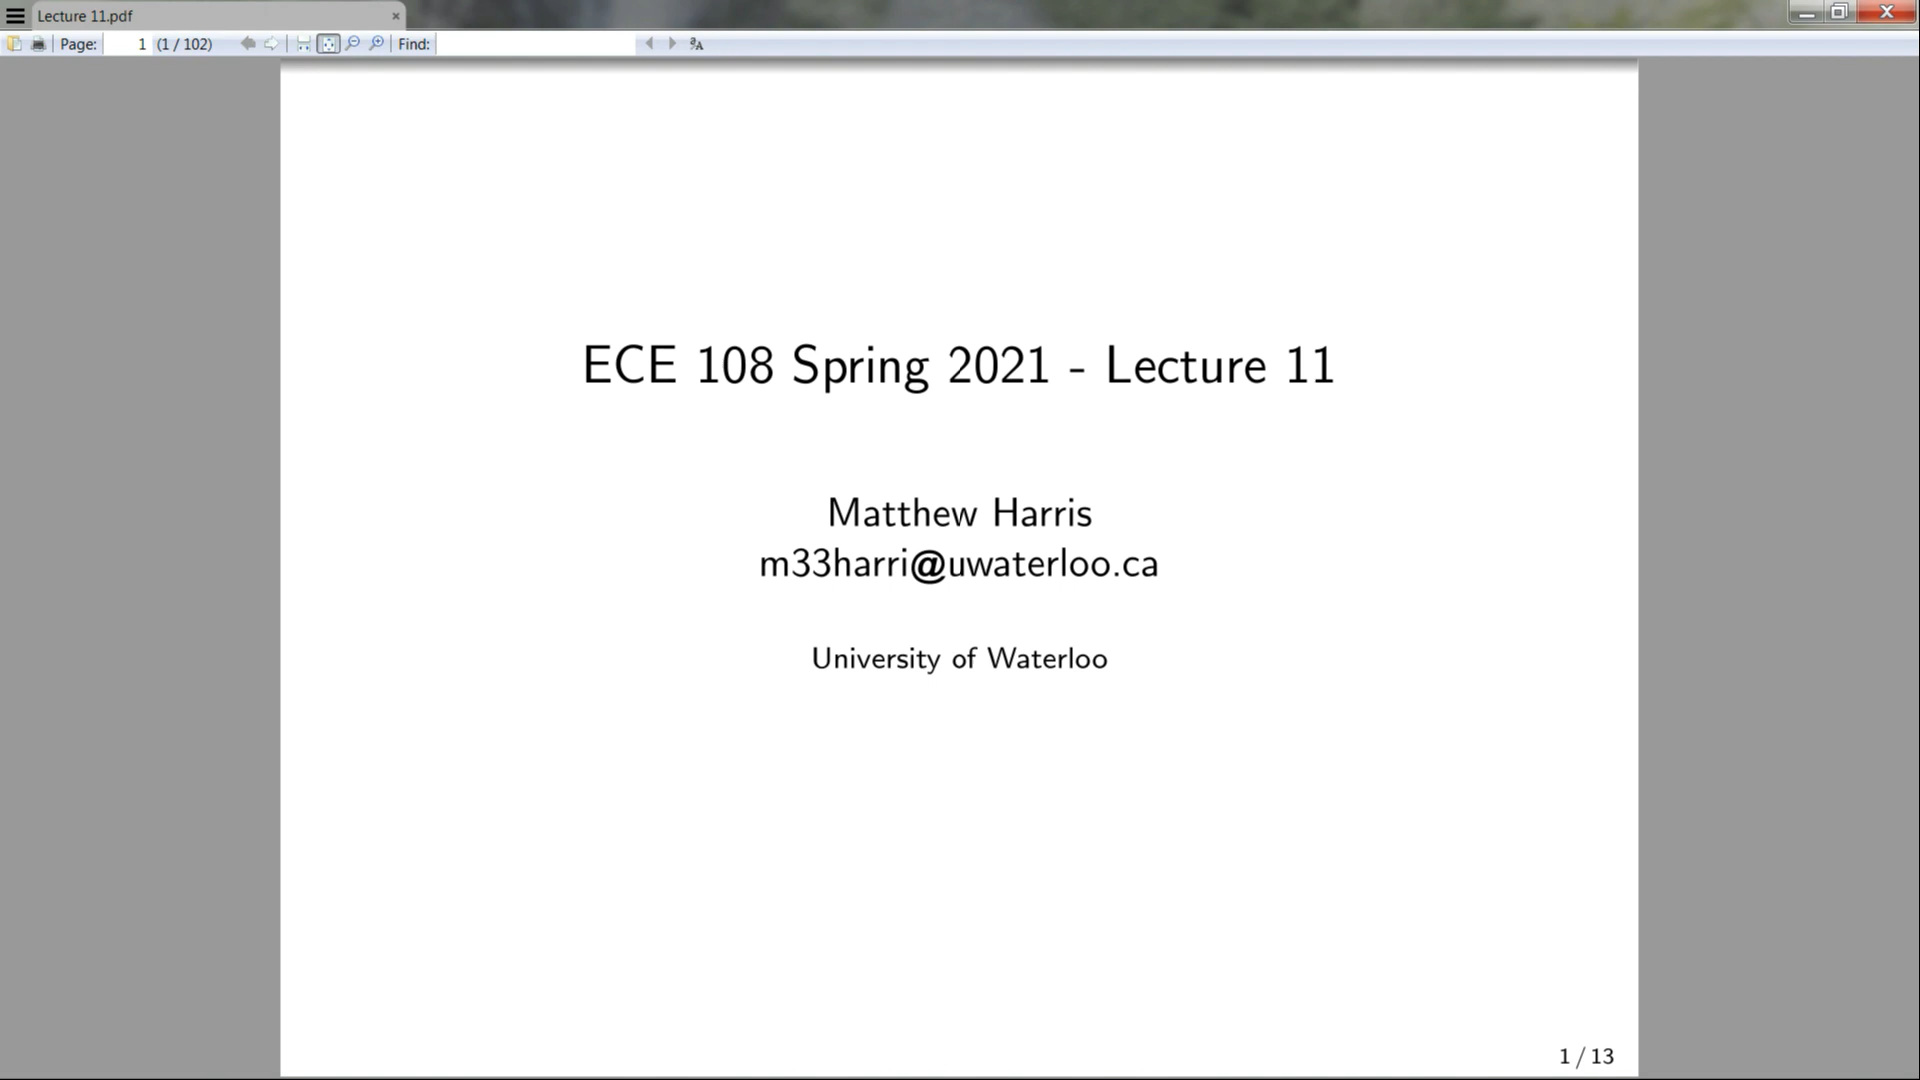 Lecture 11.pdf
Page: 1 (1 / 102) Find:
ECE 108 Spring 2021 - Lecture 11
Matthew Harris
m33harri@uwaterloo.ca
University of Waterloo
1 / 13